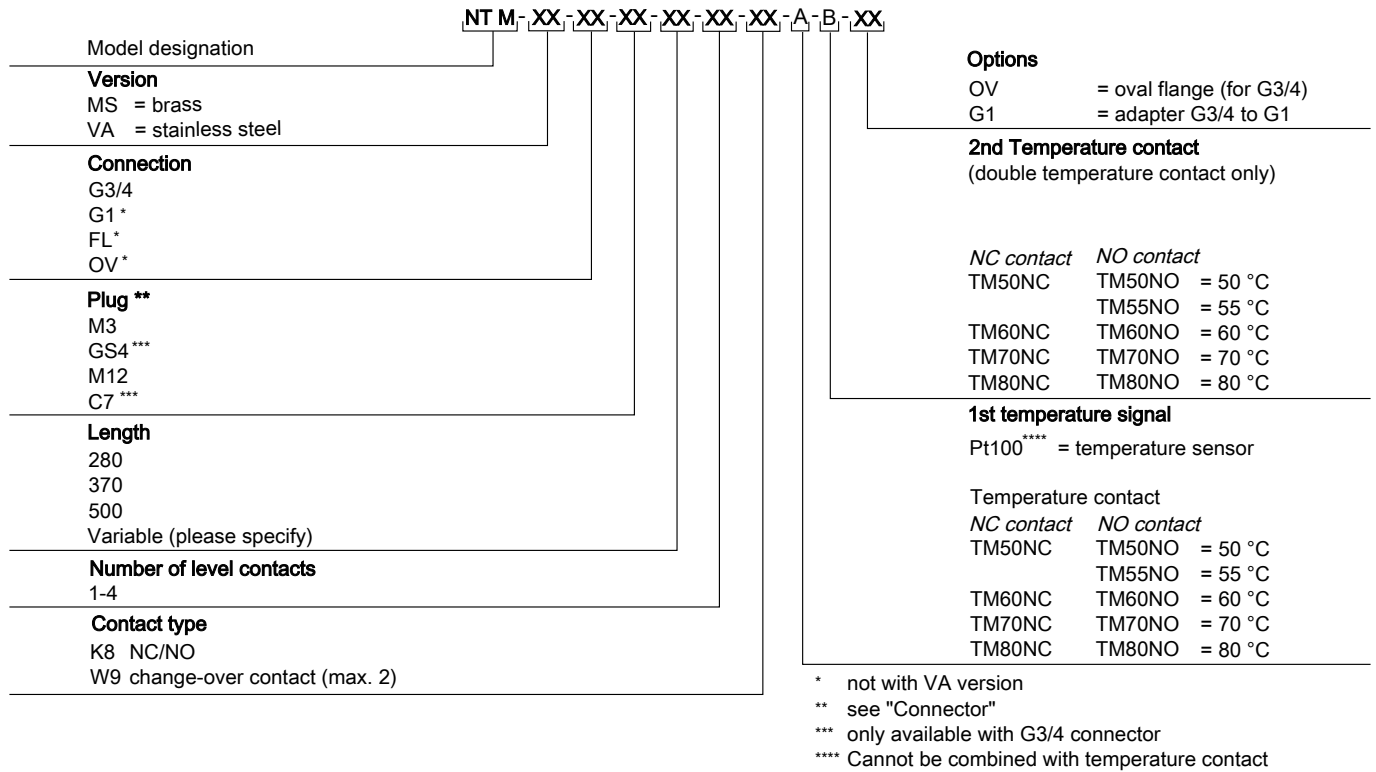 NT M - XX - XX - XX - XX - XX - XX - A - B - XX
Model designation
Version
MS = brass
VA = stainless steel
Connection
G3/4
G1 *
FL*
OV *
Plug **
M3
GS4 ***
M12
C7 ***
Length
280
370
500
Variable (please specify)
Number of level contacts
1-4
Contact type
K8 NC/NO
W9 change-over contact (max. 2)
Options
OV = oval flange (for G3/4)
G1 = adapter G3/4 to G1
2nd Temperature contact
(double temperature contact only)
NC contact NO contact
TM50NC TM50NO = 50 °C
TM55NO = 55 °C
TM60NC TM60NO = 60 °C
TM70NC TM70NO = 70 °C
TM80NC TM80NO = 80 °C
1st temperature signal
Pt100**** = temperature sensor
Temperature contact
NC contact NO contact
TM50NC TM50NO = 50 °C
TM55NO = 55 °C
TM60NC TM60NO = 60 °C
TM70NC TM70NO = 70 °C
TM80NC TM80NO = 80 °C
* not with VA version
** see "Connector"
*** only available with G3/4 connector
**** Cannot be combined with temperature contact